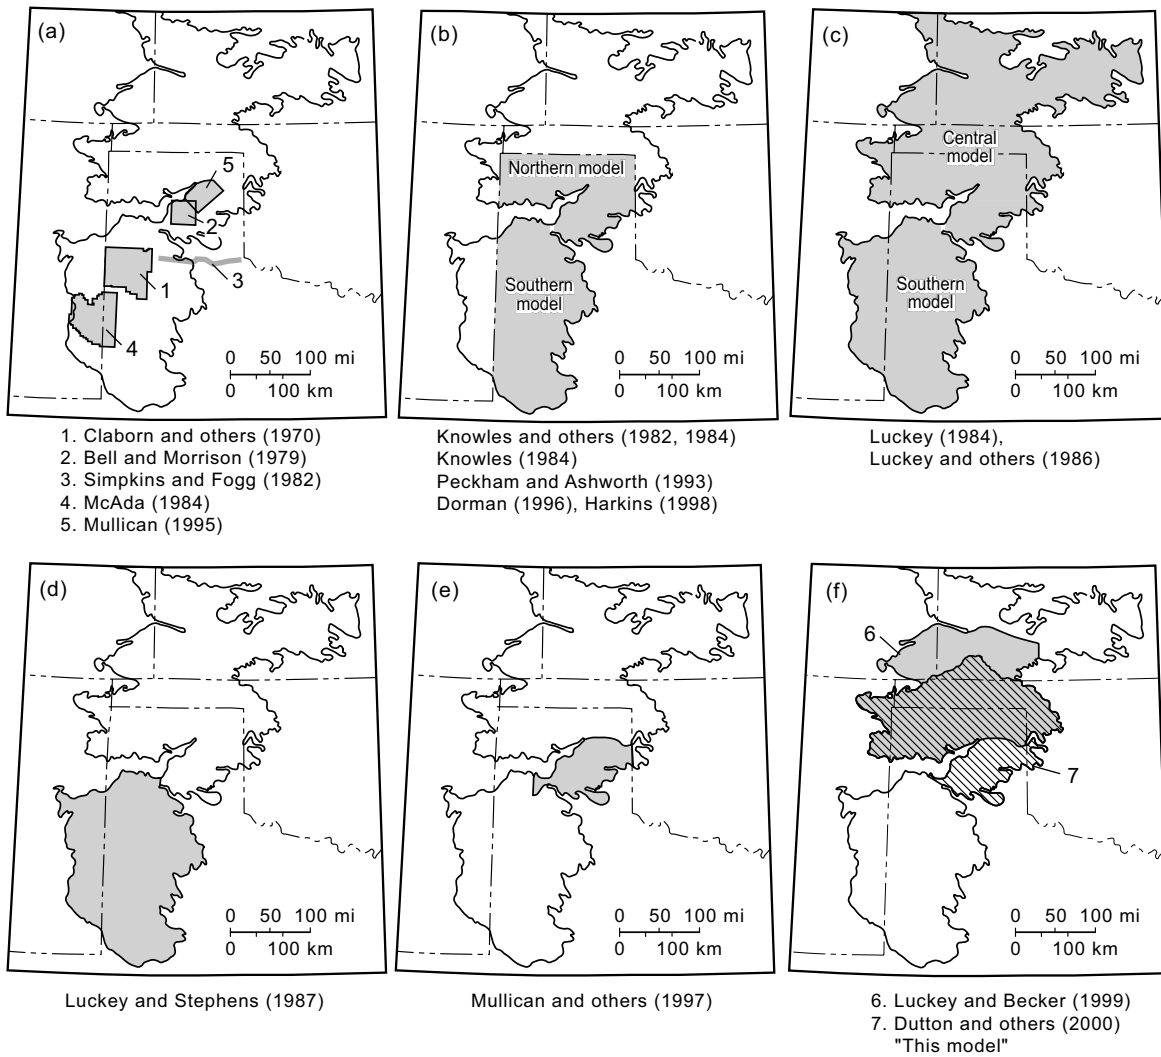 (a)
5
2
3
1
4
0 50 100 mi
0 100 km
1. Claborn and others (1970)
2. Bell and Morrison (1979)
3. Simpkins and Fogg (1982)
4. McAda (1984)
5. Mullican (1995)
(b)
Northern model
Southern
model
0 50 100 mi
0 100 km
Knowles and others (1982, 1984)
Knowles (1984)
Peckham and Ashworth (1993)
Dorman (1996), Harkins (1998)
(c)
Central
model
Southern
model
0 50 100 mi
0 100 km
Luckey (1984),
Luckey and others (1986)
(d)
0 50 100 mi
0 100 km
Luckey and Stephens (1987)
(e)
0 50 100 mi
0 100 km
Mullican and others (1997)
(f)
6
7
0 50 100 mi
0 100 km
6. Luckey and Becker (1999)
7. Dutton and others (2000)
"This model"